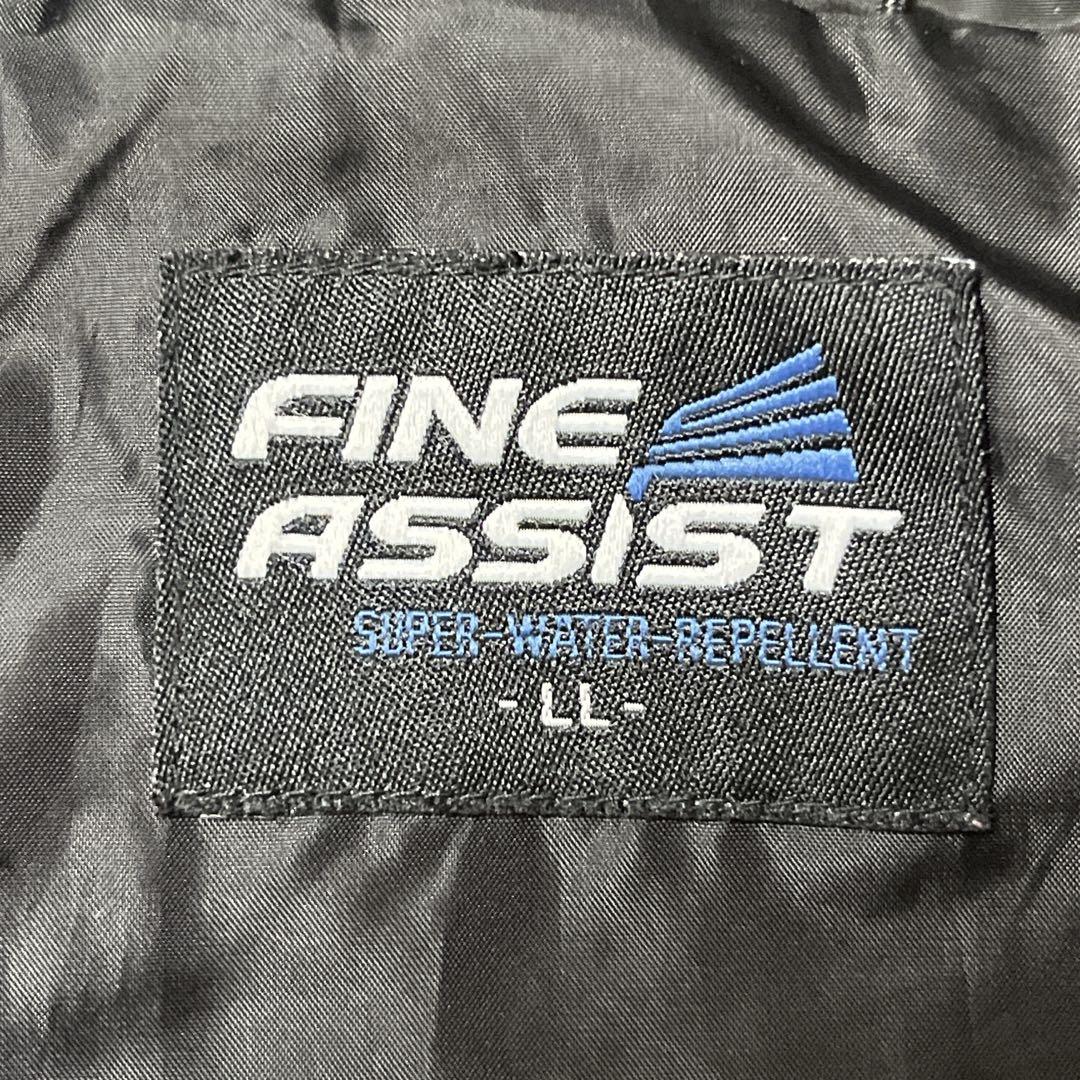 FINE
ASSIST
SUPER-WATER-REPELLENT
- LL -